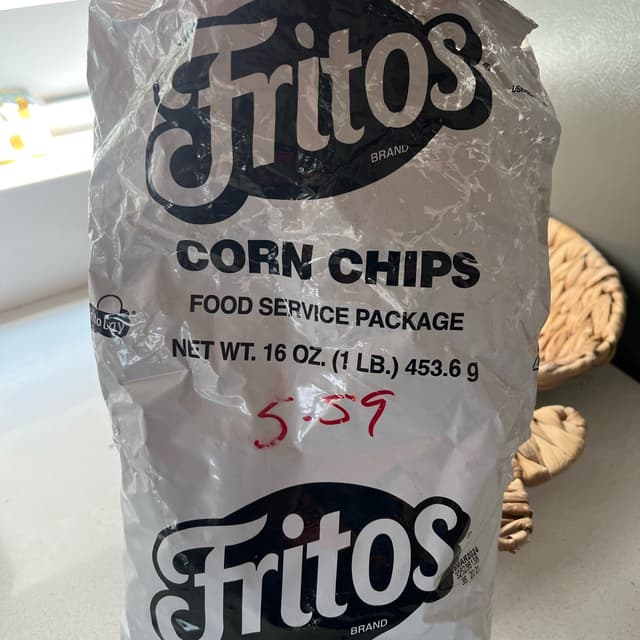 Fritos
BRAND
CORN CHIPS
FOOD SERVICE PACKAGE
NET WT. 16 OZ. (1 LB.) 453.6 g
5.59
Fritos
BRAND